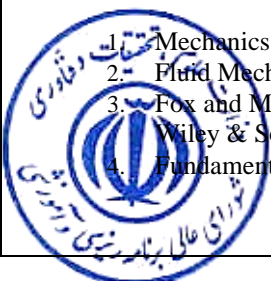 1. Mechanics
2. Fluid Mech
3. Fox and M
Wiley & S
4. Fundament
تحقیقات و فناوری
شورای عالی برنامه ریزی آموزشی